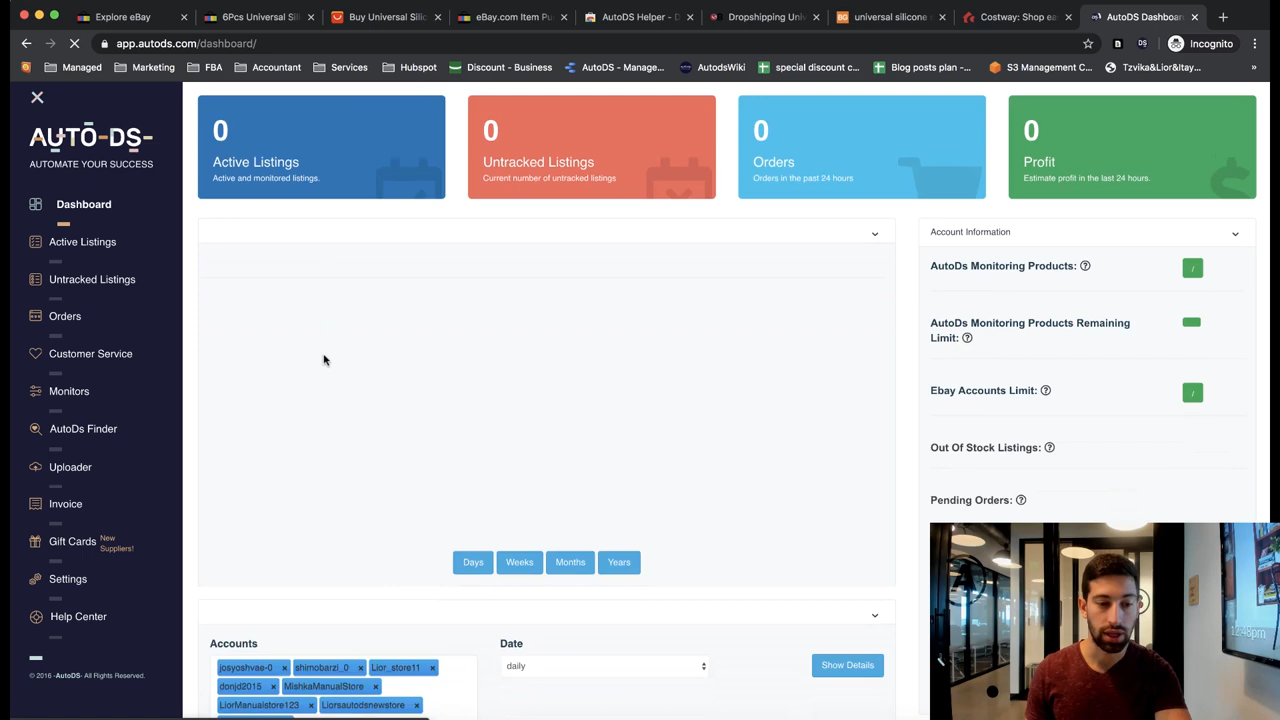 Explore eBay
6Pcs Universal Sil
Buy Universal Silic
eBay.com Item Pu
AutoDS Helper - D
Dropshipping Univ
universal silicone
Costway: Shop ea
AutoDS Dashboar
app.autods.com/dashboard/
Incognito
Managed
Marketing
FBA
Accountant
Services
Hubspot
Discount - Business
AutoDS - Manage...
AutodsWiki
special discount c...
Blog posts plan -...
S3 Management C...
Tzvika&Lior&Itay...
AUTO-DS-
AUTOMATE YOUR SUCCESS
Dashboard
Active Listings
Untracked Listings
Orders
Customer Service
Monitors
AutoDs Finder
Uploader
Invoice
Gift Cards New Suppliers!
Settings
Help Center
© 2016 -AutoDS- All Rights Reserved.
0
Active Listings
Active and monitored listings.
0
Untracked Listings
Current number of untracked listings
0
Orders
Orders in the past 24 hours
0
Profit
Estimate profit in the last 24 hours.
Days
Weeks
Months
Years
Account Information
AutoDs Monitoring Products:
/
AutoDs Monitoring Products Remaining
Limit:
Ebay Accounts Limit:
/
Out Of Stock Listings:
Pending Orders:
Accounts
josyoshvae-0 ×
shimobarzi_0 ×
Lior_store11 ×
donjd2015 ×
MishkaManualStore ×
LiorManualstore123 ×
Liorsautodsnewstore ×
Date
daily
Show Details
12:48pm